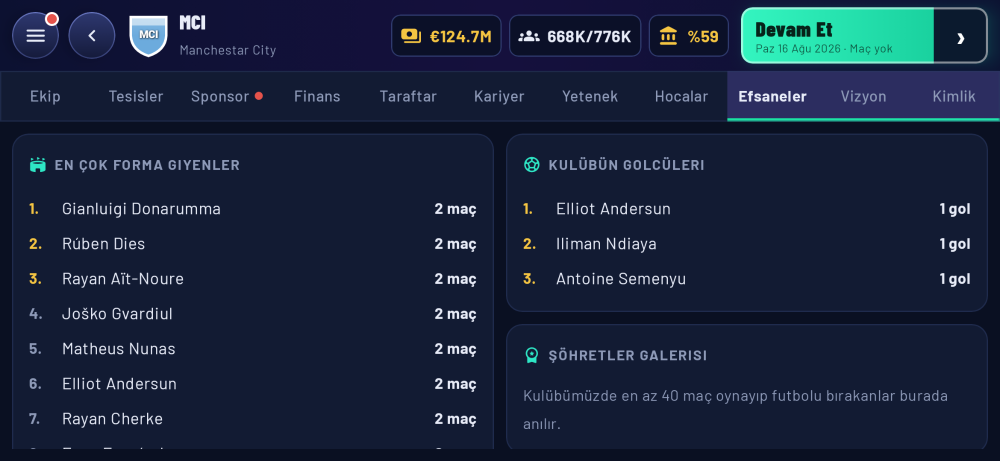 MCI
MCI
Manchestar City
€124.7M
668K/776K
%59
Devam Et
Paz 16 Ağu 2026 · Maç yok
Ekip
Tesisler
Sponsor
Finans
Taraftar
Kariyer
Yetenek
Hocalar
Efsaneler
Vizyon
Kimlik
EN ÇOK FORMA GIYENLER
1. Gianluigi Donarumma 2 maç
2. Rúben Dies 2 maç
3. Rayan Aït-Noure 2 maç
4. Joško Gvardiul 2 maç
5. Matheus Nunas 2 maç
6. Elliot Andersun 2 maç
7. Rayan Cherke 2 maç
KULÜBÜN GOLCÜLERI
1. Elliot Andersun 1 gol
2. Iliman Ndiaya 1 gol
3. Antoine Semenyu 1 gol
ŞÖHRETLER GALERISI
Kulübümüzde en az 40 maç oynayıp futbolu bırakanlar burada
anılır.